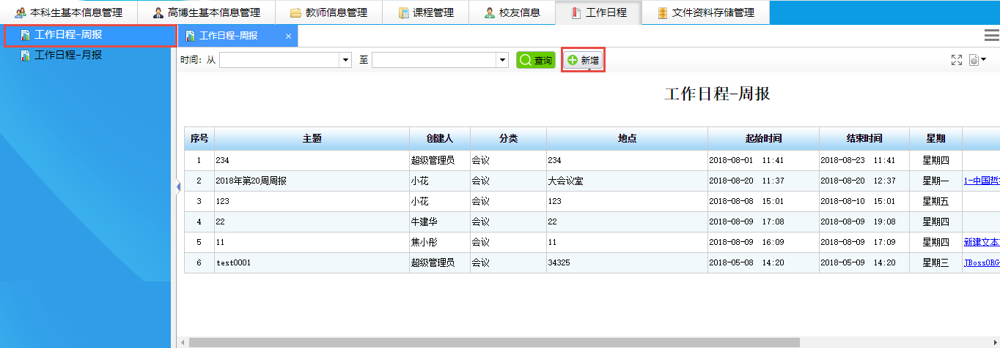 本科生基本信息管理 高博生基本信息管理 教师信息管理 课程管理 校友信息 工作日程 文件资料存储管理
工作日程-周报 工作日程-周报 ×
工作日程-月报
时间: 从 至 查询 新增
工作日程-周报
序号 主题 创建人 分类 地点 起始时间 结束时间 星期
1 234 超级管理员 会议 234 2018-08-01 11:41 2018-08-23 11:41 星期四
2 2018年第20周周报 小花 会议 大会议室 2018-08-20 11:37 2018-08-20 12:37 星期一 1-中国哲
3 123 小花 会议 123 2018-08-08 15:01 2018-08-10 15:01 星期五
4 22 牛建华 会议 22 2018-08-09 17:08 2018-08-09 19:08 星期四
5 11 焦小彤 会议 11 2018-08-09 16:09 2018-08-09 17:09 星期四 新建文本
6 test0001 超级管理员 会议 34325 2018-05-08 14:20 2018-05-09 14:20 星期三 JBossORG